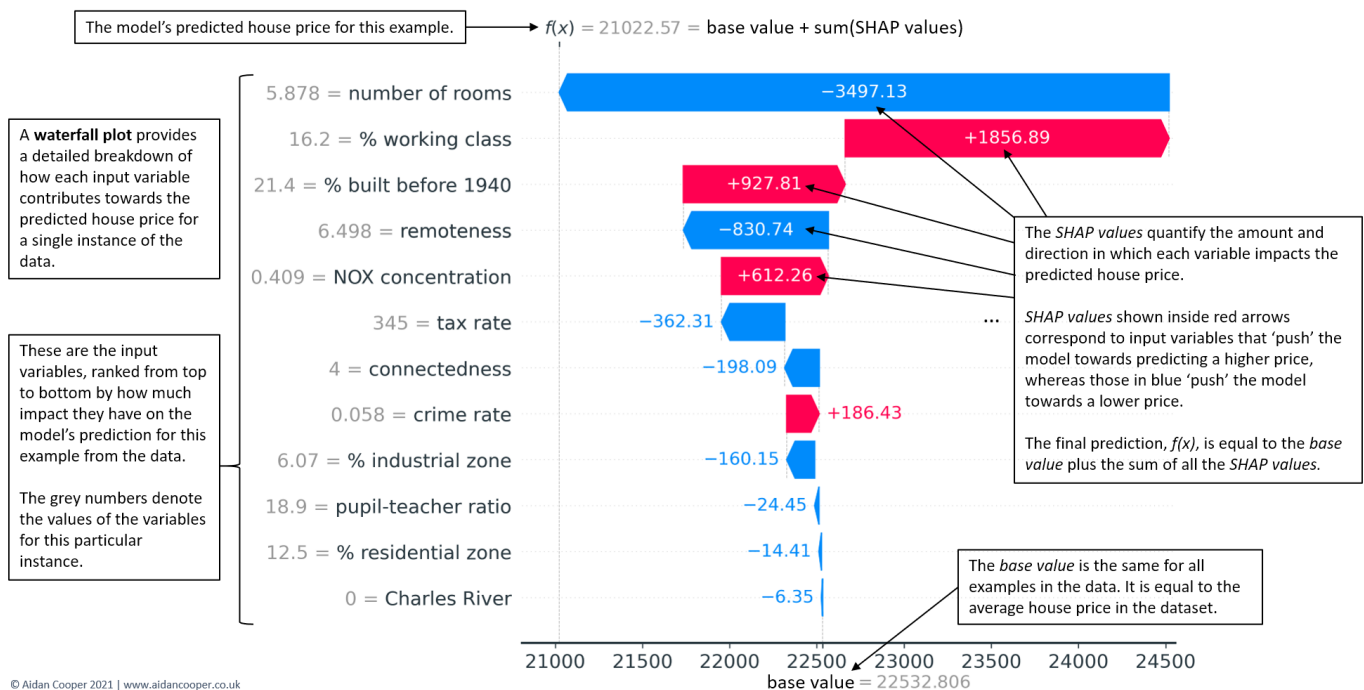 The model's predicted house price for this example.
f(x) = 21022.57 = base value + sum(SHAP values)
5.878 = number of rooms
−3497.13
16.2 = % working class
+1856.89
A waterfall plot provides
a detailed breakdown of
how each input variable
contributes towards the
predicted house price for
a single instance of the
data.
21.4 = % built before 1940
+927.81
6.498 = remoteness
−830.74
0.409 = NOX concentration
+612.26
345 = tax rate
−362.31
...
4 = connectedness
−198.09
0.058 = crime rate
+186.43
6.07 = % industrial zone
−160.15
18.9 = pupil-teacher ratio
−24.45
12.5 = % residential zone
−14.41
0 = Charles River
−6.35
The SHAP values quantify the amount and
direction in which each variable impacts the
predicted house price.
SHAP values shown inside red arrows
correspond to input variables that ‘push’ the
model towards predicting a higher price,
whereas those in blue ‘push’ the model
towards a lower price.
The final prediction, f(x), is equal to the base
value plus the sum of all the SHAP values.
These are the input
variables, ranked from top
to bottom by how much
impact they have on the
model's prediction for this
example from the data.
The grey numbers denote
the values of the variables
for this particular
instance.
The base value is the same for all
examples in the data. It is equal to the
average house price in the dataset.
21000 21500 22000 22500 23000 23500 24000 24500
base value = 22532.806
© Aidan Cooper 2021 | www.aidancooper.co.uk